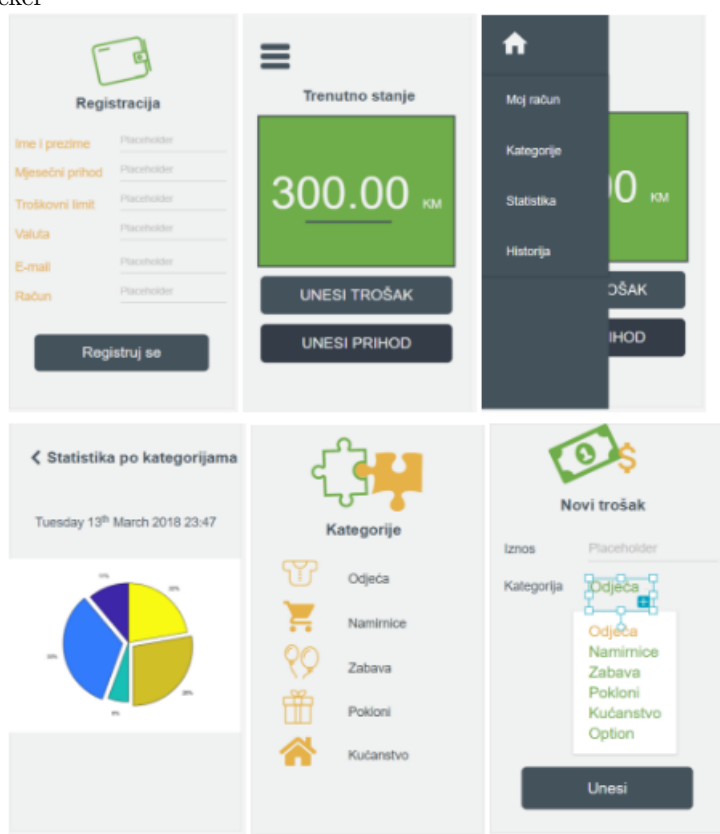 Registracija
Ime i prezime Placeholder
Mjesečni prihod Placeholder
Troškovni limit Placeholder
Valuta Placeholder
E-mail Placeholder
Račun Placeholder
Registruj se
Trenutno stanje
300.00 KM
UNESI TROŠAK
UNESI PRIHOD
Moj račun
Kategorije
Statistika
Historija
0 KM
OŠAK
IHOD
Statistika po kategorijama
Tuesday 13th March 2018 23:47
Kategorije
Odjeća
Namirnice
Zabava
Pokloni
Kućanstvo
1
$
Novi trošak
Iznos Placeholder
Kategorija Odjeća
Odjeća
Namirnice
Zabava
Pokloni
Kućanstvo
Option
Unesi